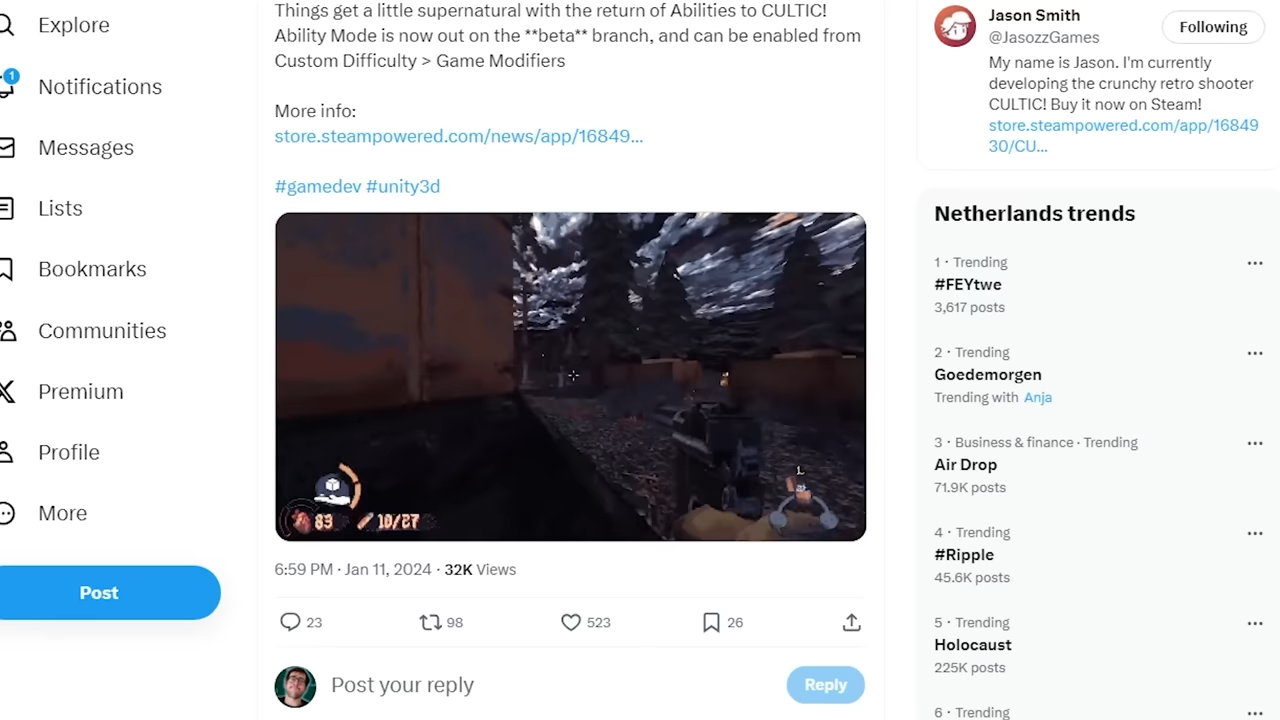 Explore
Notifications
1
Messages
Lists
Bookmarks
Communities
Premium
Profile
More
Post
Things get a little supernatural with the return of Abilities to CULTIC!
Ability Mode is now out on the **beta** branch, and can be enabled from
Custom Difficulty > Game Modifiers
More info:
store.steampowered.com/news/app/16849...
#gamedev #unity3d
83
10/27
6:59 PM · Jan 11, 2024 · 32K Views
23
98
523
26
Post your reply
Reply
Jason Smith
@JasozzGames
Following
My name is Jason. I'm currently
developing the crunchy retro shooter
CULTIC! Buy it now on Steam!
store.steampowered.com/app/16849
30/CU...
Netherlands trends
1 · Trending
#FEYtwe
3,617 posts
2 · Trending
Goedemorgen
Trending with Anja
3 · Business & finance · Trending
Air Drop
71.9K posts
4 · Trending
#Ripple
45.6K posts
5 · Trending
Holocaust
225K posts
6 · Trending